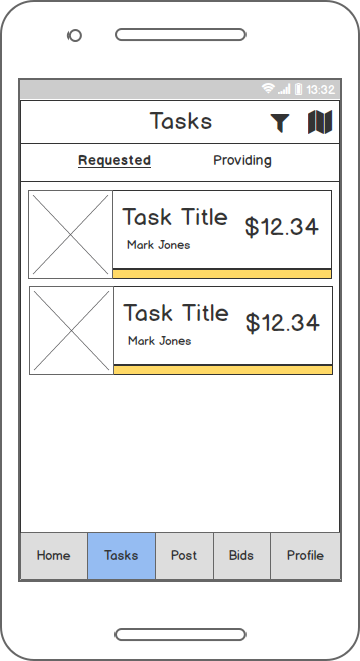 13:32
Tasks
Requested Providing
Task Title
$12.34
Mark Jones
Task Title
$12.34
Mark Jones
Home Tasks Post Bids Profile